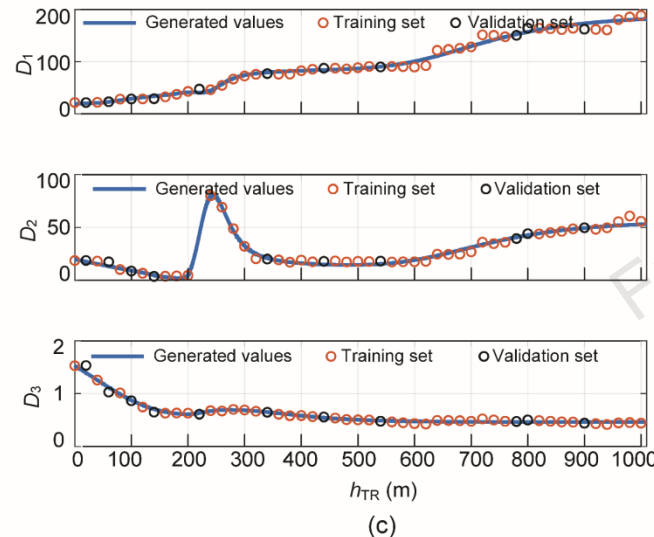 200
D1
100
0
Generated values Training set Validation set
100
D2
50
0
Generated values Training set Validation set
2
D3
1
0
Generated values Training set Validation set
0 100 200 300 400 500 600 700 800 900 1000
hTR (m)
(c)
F